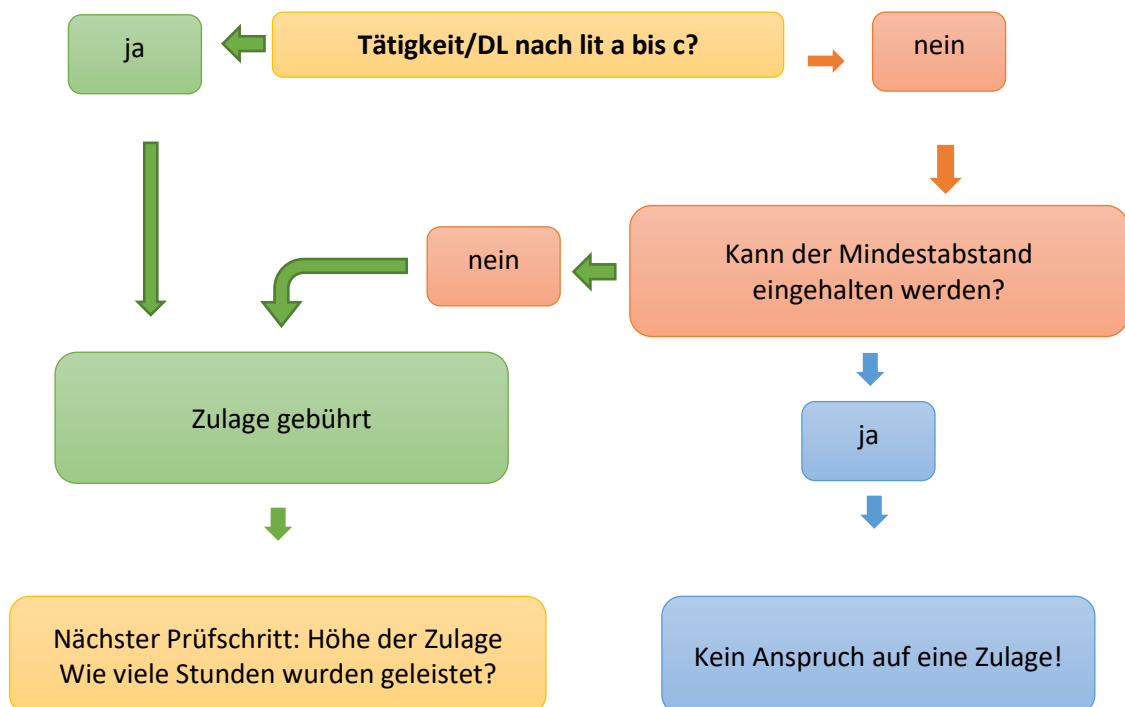 ja
Tätigkeit/DL nach lit a bis c?
nein
nein
Kann der Mindestabstand
eingehalten werden?
Zulage gebührt
ja
Nächster Prüfschritt: Höhe der Zulage
Wie viele Stunden wurden geleistet?
Kein Anspruch auf eine Zulage!